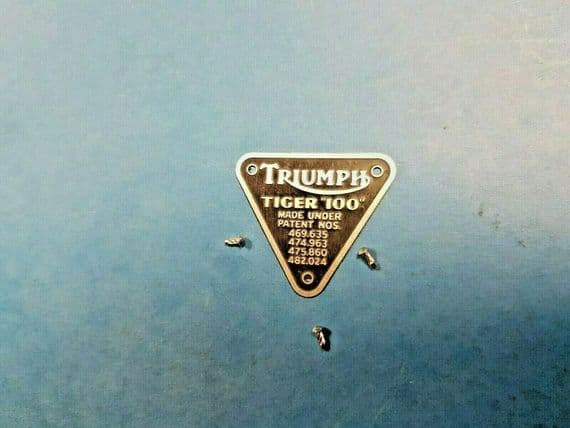 TRIUMPH
TIGER "100"
MADE UNDER
PATENT NOS.
469.635
474.963
475.860
482.024